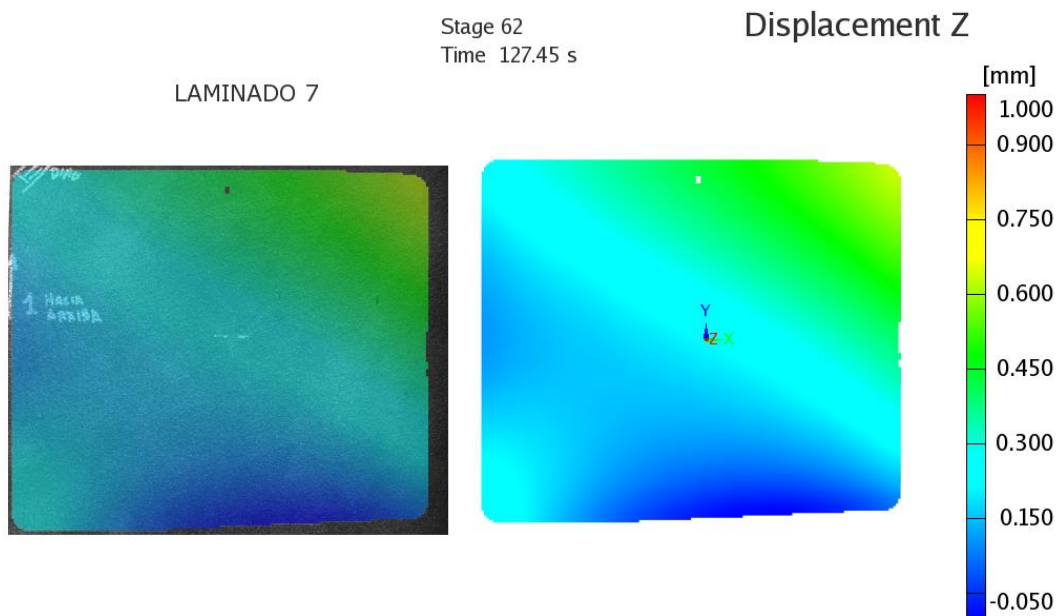 Stage 62
Displacement Z
Time 127.45 s
[mm]
LAMINADO 7
1.000
0.900
0.750
0.600
0.450
0.300
0.150
-0.050
DIRO
1 HACIA
ARRIBA
Y
Z
X